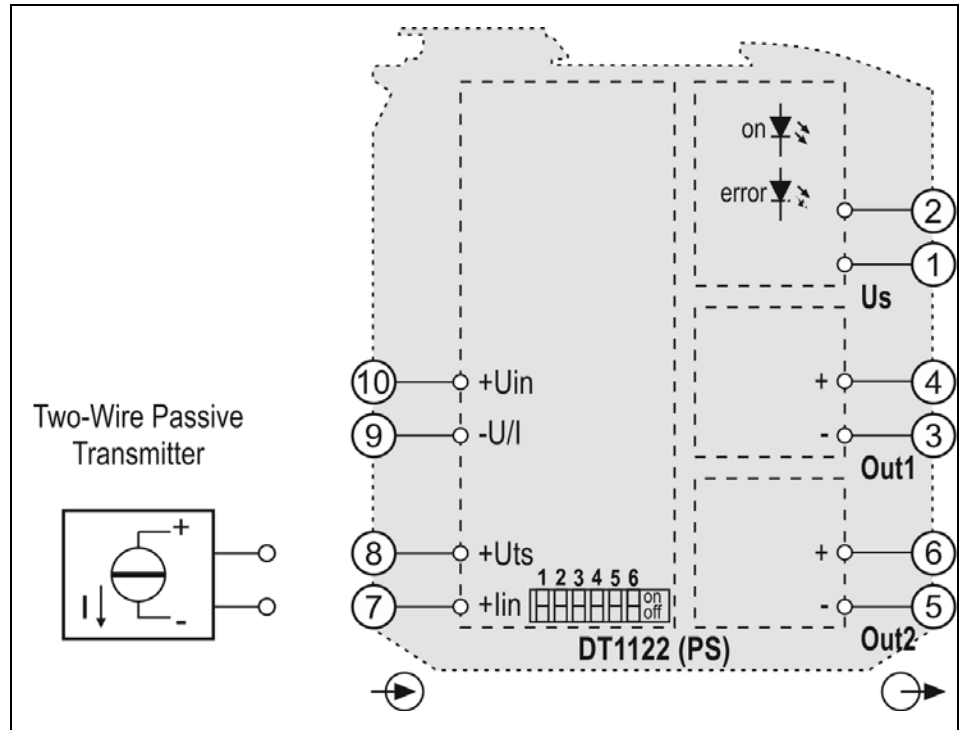 on
error
2
1
Us
10 +Uin
+ 4
9 -U/I
- 3
Out1
Two-Wire Passive
Transmitter
+
I
-
8 +Uts
+ 6
1 2 3 4 5 6
on
off
7 +Iin
- 5
Out2
DT1122 (PS)